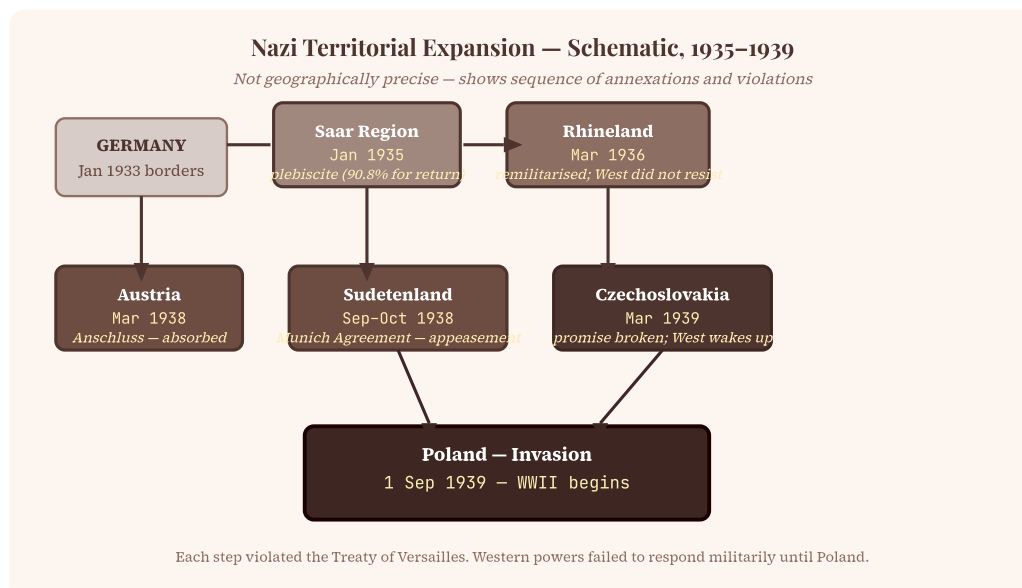 Nazi Territorial Expansion — Schematic, 1935–1939
Not geographically precise — shows sequence of annexations and violations
GERMANY
Jan 1933 borders
Saar Region
Jan 1935
plebiscite (90.8% for return)
Rhineland
Mar 1936
remilitarised; West did not resist
Austria
Mar 1938
Anschluss — absorbed
Sudetenland
Sep–Oct 1938
Munich Agreement — appeasement
Czechoslovakia
Mar 1939
promise broken; West wakes up
Poland — Invasion
1 Sep 1939 — WWII begins
Each step violated the Treaty of Versailles. Western powers failed to respond militarily until Poland.